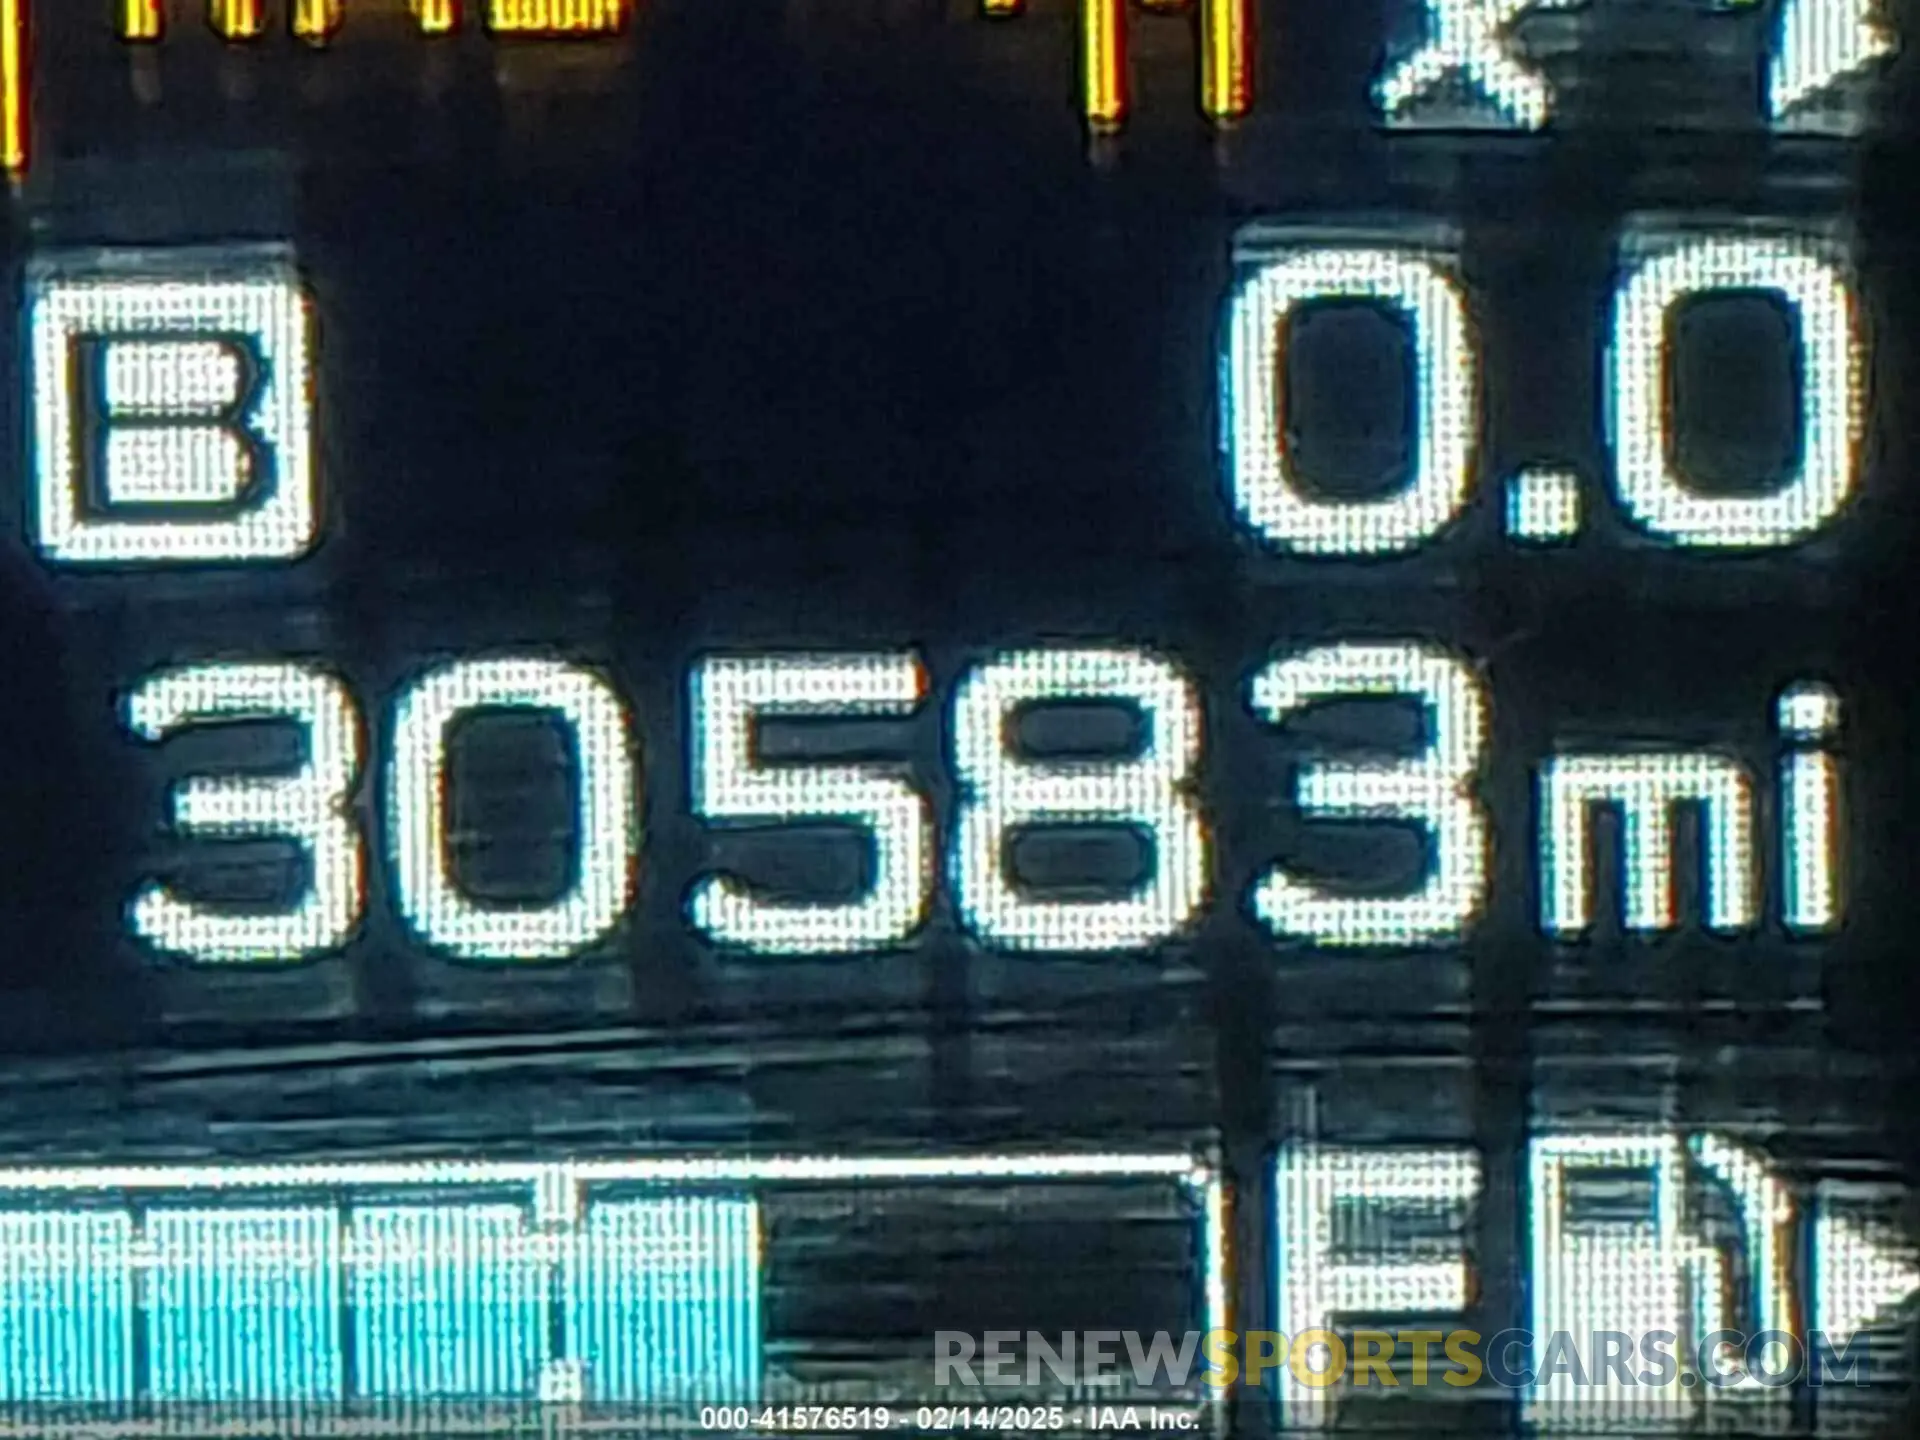 B 0.0
30583mi
F
RENEWSPORTSCARS.COM
000-41576519 - 02/14/2025 - IAA Inc.